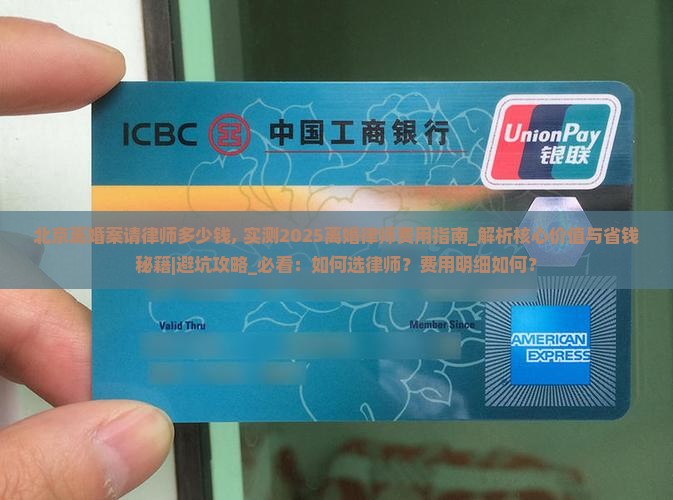 ICBC 中国工商银行
UnionPay
银联
北京离婚案请律师多少钱, 实测2025离婚律师费用指南_解析核心价值与省钱
秘籍|避坑攻略_必看：如何选律师？费用明细如何？
Valid Thru
Member Since
AMERICAN
EXPRESS